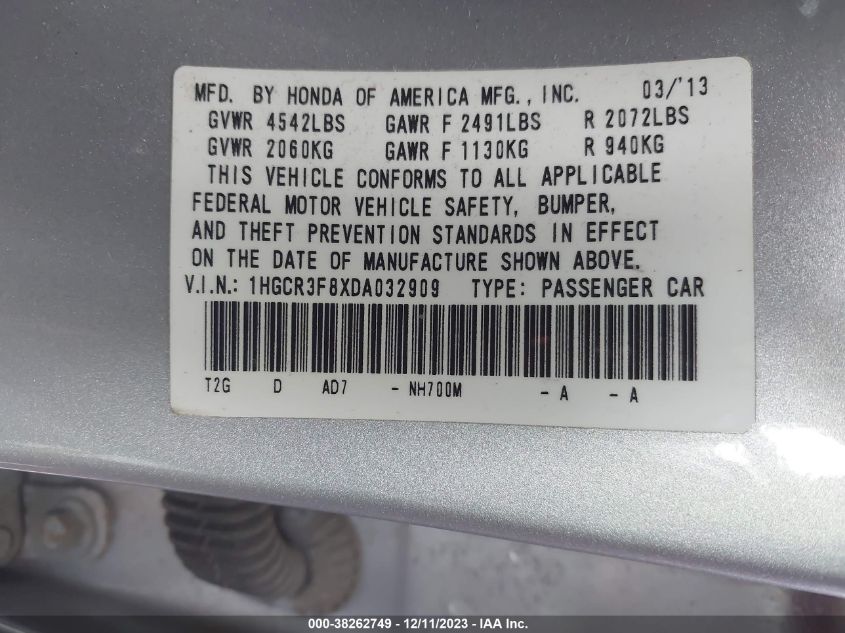 MFD. BY HONDA OF AMERICA MFG., INC. 03/'13
GVWR 4542LBS GAWR F 2491LBS R 2072LBS
GVWR 2060KG GAWR F 1130KG R 940KG
THIS VEHICLE CONFORMS TO ALL APPLICABLE
FEDERAL MOTOR VEHICLE SAFETY, BUMPER,
AND THEFT PREVENTION STANDARDS IN EFFECT
ON THE DATE OF MANUFACTURE SHOWN ABOVE.
V.I.N.: 1HGCR3F8XDA032909 TYPE: PASSENGER CAR
T2G D AD7 - NH700M - A - A
000-38262749 - 12/11/2023 - IAA Inc.